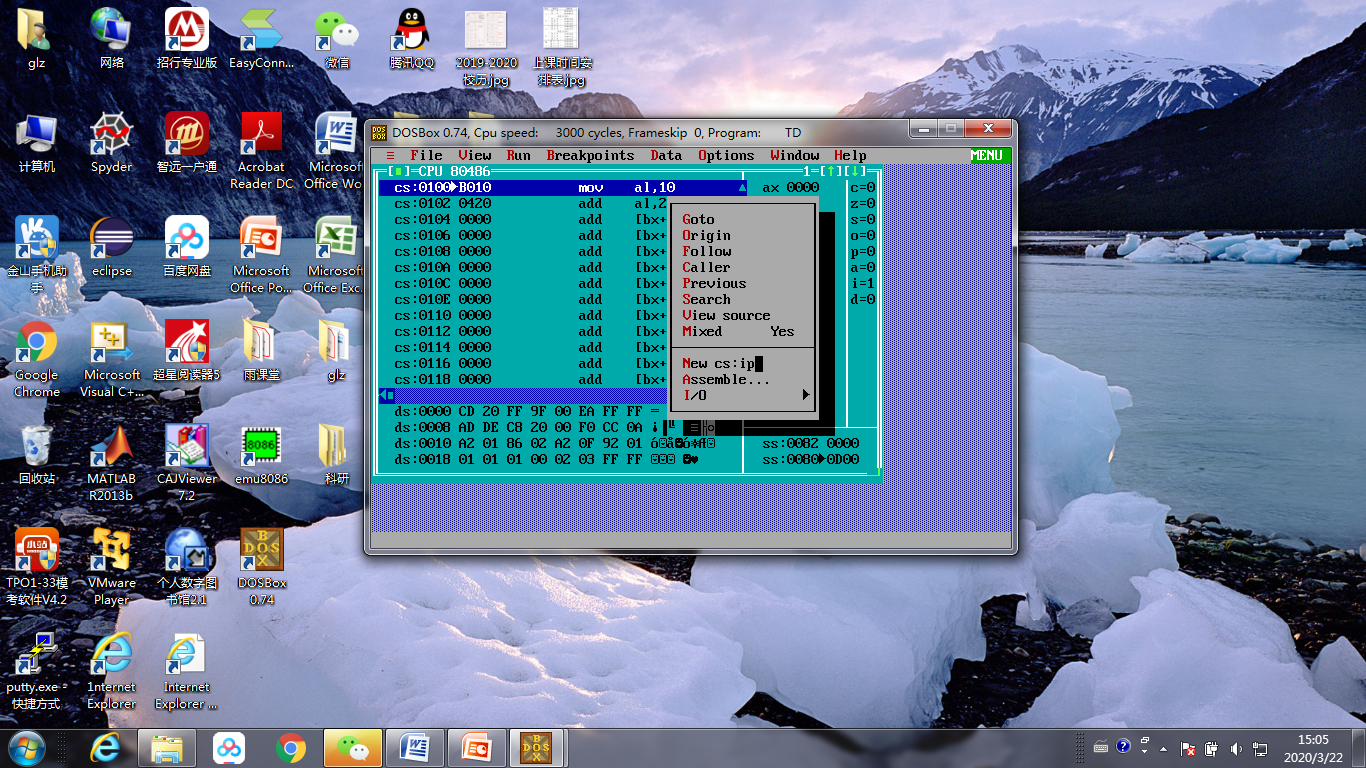 glz
网络
招行专业版
EasyConn...
微信
腾讯QQ
2019-2020
校历.jpg
上课时间安
排表.jpg
计算机
Spyder
智远一户通
Acrobat
Reader DC
Microsof
Office Wo
金山手机助
手
eclipse
百度网盘
Microsoft
Office Po...
Microsof
Office Exc.
Google
Chrome
Microsoft
Visual C+...
超星阅读器5
雨课堂
glz
回收站
MATLAB
R2013b
CAJViewer
7.2
emu8086
科研
TPO1-33模
考软件V4.2
VMware
Player
个人数字图
书馆2.1
DOSBox
0.74
putty.exe -
快捷方式
Internet
Explorer
Internet
Explorer ...
DOSBox 0.74, Cpu speed: 3000 cycles, Frameskip 0, Program: TD
≡ File View Run Breakpoints Data Options Window Help MENU
[■]=CPU 80486 1=[↑][↓]
cs:0100►B010 mov al,10 ▲ ax 0000 c=0
cs:0102 0420 add al,2 z=0
cs:0104 0000 add [bx+ s=0
cs:0106 0000 add [bx+ o=0
cs:0108 0000 add [bx+ p=0
cs:010A 0000 add [bx+ a=0
cs:010C 0000 add [bx+ i=1
cs:010E 0000 add [bx+ d=0
cs:0110 0000 add [bx+
cs:0112 0000 add [bx+
cs:0114 0000 add [bx+
cs:0116 0000 add [bx+
cs:0118 0000 add [bx+
Goto
Origin
Follow
Caller
Previous
Search
View source
Mixed Yes
New cs:ip
Assemble...
I/O ►
ds:0000 CD 20 FF 9F 00 EA FF FF =
ds:0008 AD DE C8 20 00 F0 CC 0A
ds:0010 A2 01 86 02 A2 0F 92 01 ss:0082 0000
ds:0018 01 01 01 00 02 03 FF FF ss:0080►0D00
15:05
2020/3/22